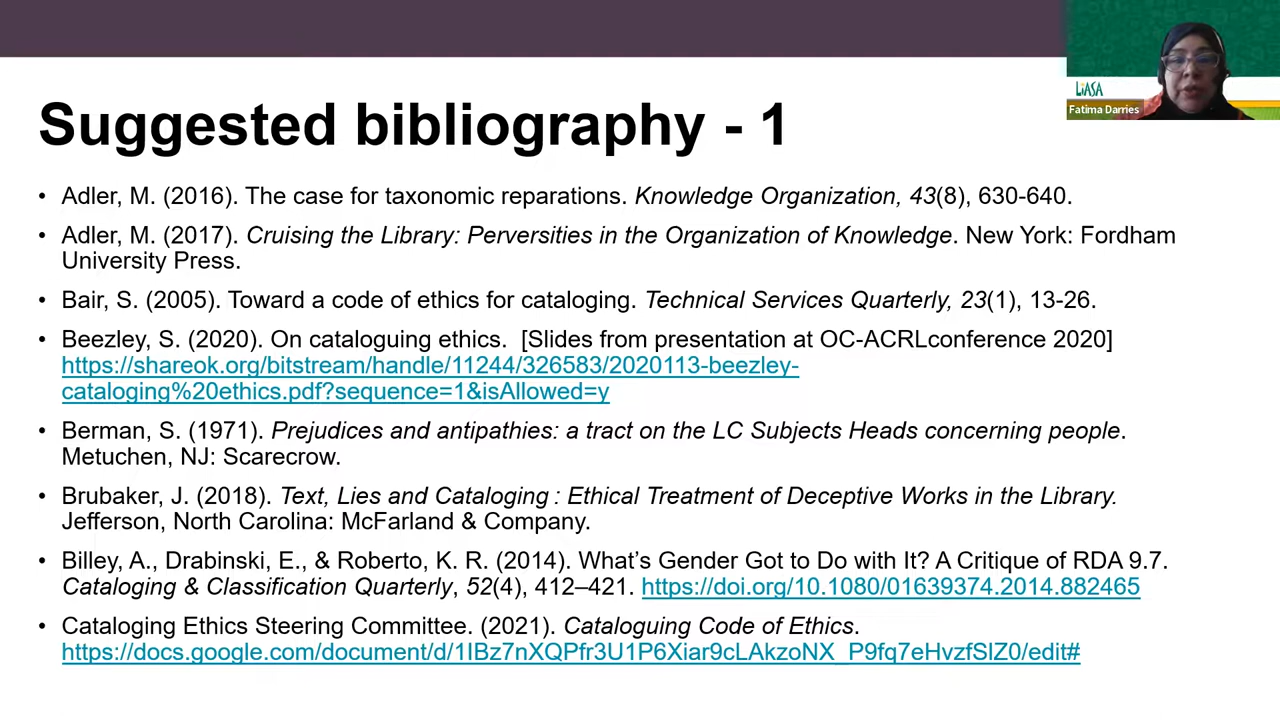 LIASA
Fatima Darries
Suggested bibliography - 1
• Adler, M. (2016). The case for taxonomic reparations. Knowledge Organization, 43(8), 630-640.
• Adler, M. (2017). Cruising the Library: Perversities in the Organization of Knowledge. New York: Fordham
University Press.
• Bair, S. (2005). Toward a code of ethics for cataloging. Technical Services Quarterly, 23(1), 13-26.
• Beezley, S. (2020). On cataloguing ethics. [Slides from presentation at OC-ACRLconference 2020]
https://shareok.org/bitstream/handle/11244/326583/2020113-beezley-
cataloging%20ethics.pdf?sequence=1&isAllowed=y
• Berman, S. (1971). Prejudices and antipathies: a tract on the LC Subjects Heads concerning people.
Metuchen, NJ: Scarecrow.
• Brubaker, J. (2018). Text, Lies and Cataloging : Ethical Treatment of Deceptive Works in the Library.
Jefferson, North Carolina: McFarland & Company.
• Billey, A., Drabinski, E., & Roberto, K. R. (2014). What’s Gender Got to Do with It? A Critique of RDA 9.7.
Cataloging & Classification Quarterly, 52(4), 412–421. https://doi.org/10.1080/01639374.2014.882465
• Cataloging Ethics Steering Committee. (2021). Cataloguing Code of Ethics.
https://docs.google.com/document/d/1IBz7nXQPfr3U1P6Xiar9cLAkzoNX_P9fq7eHvzfSlZ0/edit#